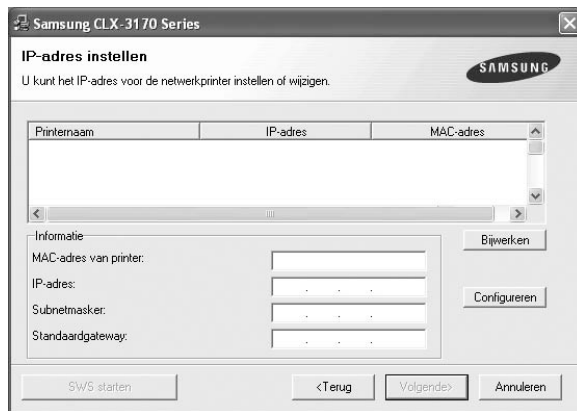 Samsung CLX-3170 Series
IP-adres instellen
U kunt het IP-adres voor de netwerkprinter instellen of wijzigen.
SAMSUNG
Printernaam IP-adres MAC-adres
Informatie
MAC-adres van printer:
IP-adres:
Subnetmasker:
Standaardgateway:
Bijwerken
Configureren
SWS starten <Terug Volgende> Annuleren